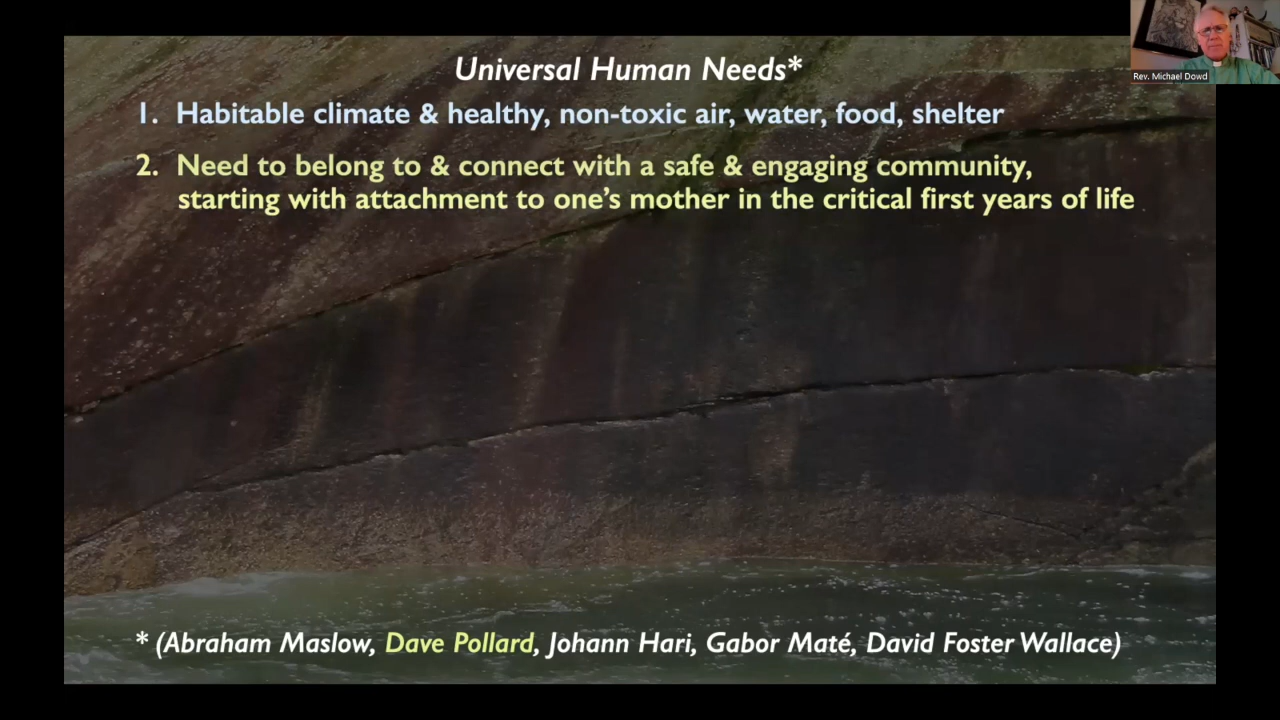 Universal Human Needs*
Rev. Michael Dowd
1. Habitable climate & healthy, non-toxic air, water, food, shelter
2. Need to belong to & connect with a safe & engaging community,
starting with attachment to one’s mother in the critical first years of life
* (Abraham Maslow, Dave Pollard, Johann Hari, Gabor Maté, David Foster Wallace)